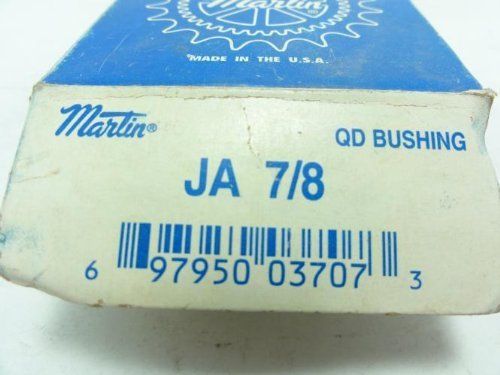 Martin®
MADE IN THE U.S.A.
Martin®
QD BUSHING
JA 7/8
6 97950 03707 3